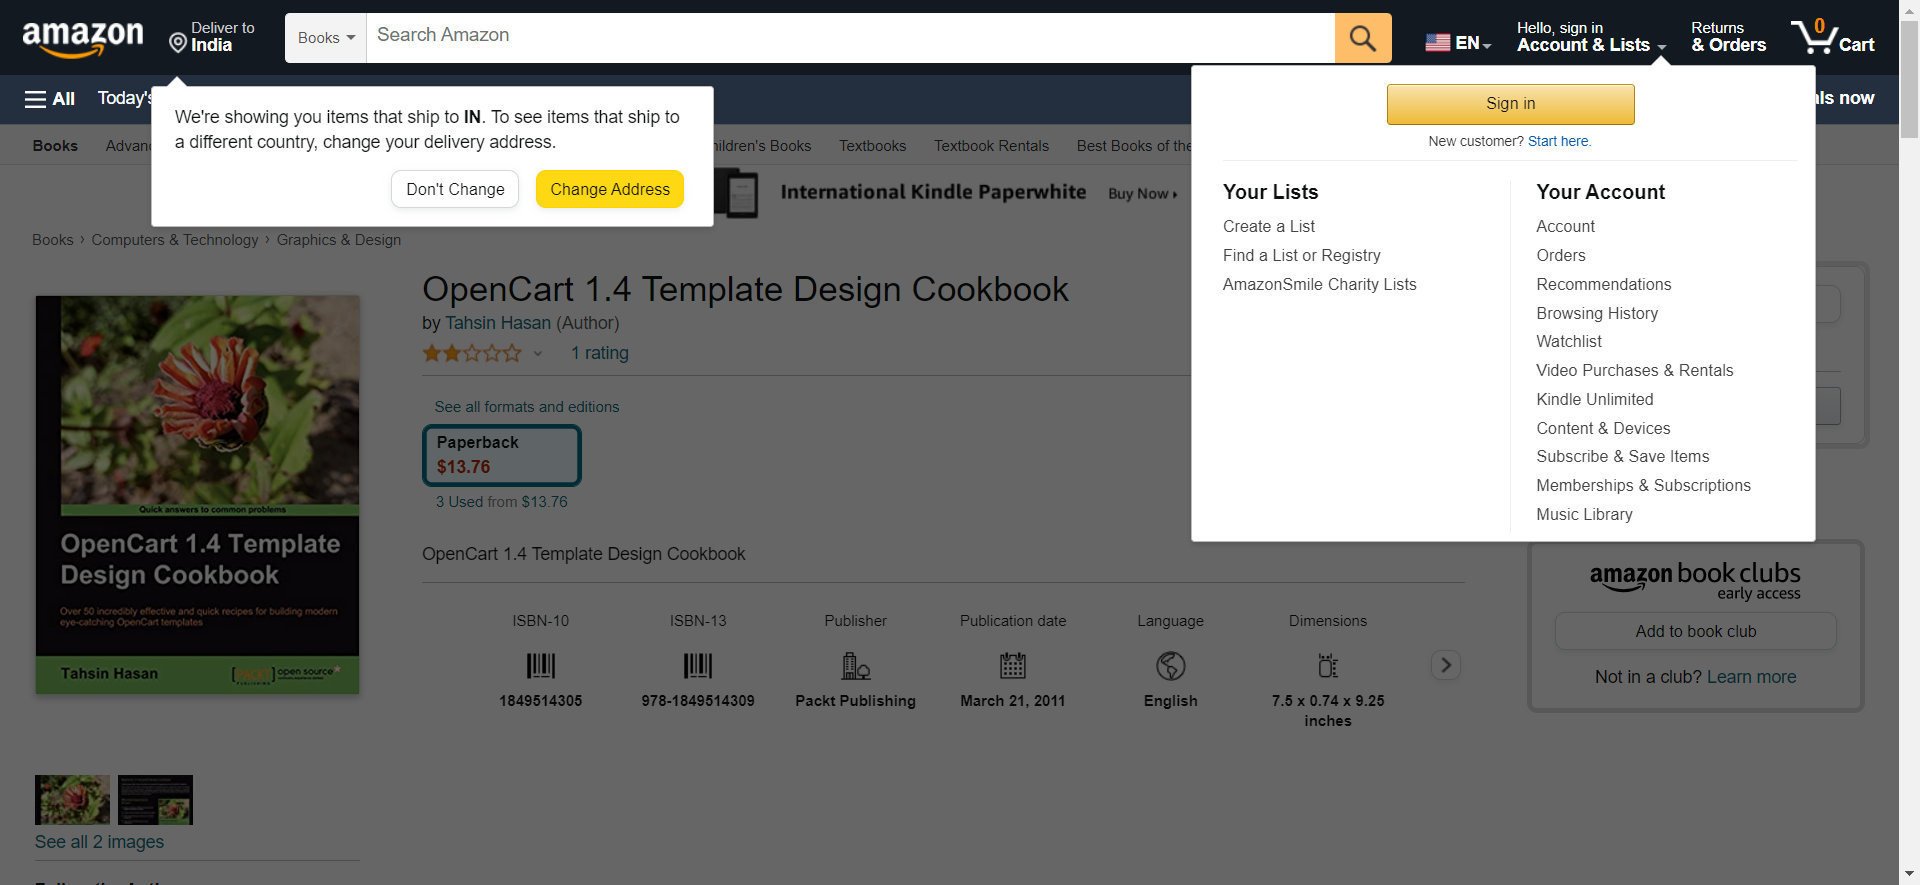 amazon
Deliver to
India
Books
Search Amazon
EN
Hello, sign in
Account & Lists
Returns
& Orders
0
Cart
All
Today's
We're showing you items that ship to IN. To see items that ship to
a different country, change your delivery address.
Don't Change
Change Address
Sign in
New customer? Start here.
Your Lists
Create a List
Find a List or Registry
AmazonSmile Charity Lists
Your Account
Account
Orders
Recommendations
Browsing History
Watchlist
Video Purchases & Rentals
Kindle Unlimited
Content & Devices
Subscribe & Save Items
Memberships & Subscriptions
Music Library
als now
Books
Advan
hildren's Books
Textbooks
Textbook Rentals
Best Books of the
International Kindle Paperwhite
Buy Now
Books › Computers & Technology › Graphics & Design
OpenCart 1.4 Template Design Cookbook
by Tahsin Hasan (Author)
1 rating
See all formats and editions
Paperback
$13.76
3 Used from $13.76
OpenCart 1.4 Template Design Cookbook
Quick answers to common problems
OpenCart 1.4 Template
Design Cookbook
Over 50 incredibly effective and quick recipes for building modern
eye-catching OpenCart templates
Tahsin Hasan
[PACKT] open source*
PUBLISHING
ISBN-10
1849514305
ISBN-13
978-1849514309
Publisher
Packt Publishing
Publication date
March 21, 2011
Language
English
Dimensions
7.5 x 0.74 x 9.25
inches
amazon book clubs
early access
Add to book club
Not in a club? Learn more
See all 2 images